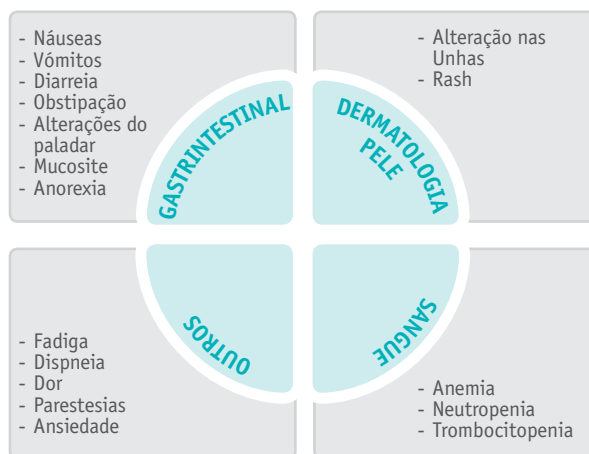 - Náuseas
- Vómitos
- Diarreia
- Obstipação
- Alterações do
paladar
- Mucosite
- Anorexia
GASTRINTESTINAL
DERMATOLOGIA
PELE
- Alteração nas
Unhas
- Rash
- Fadiga
- Dispneia
- Dor
- Parestesias
- Ansiedade
OUTROS
SANGUE
- Anemia
- Neutropenia
- Trombocitopenia